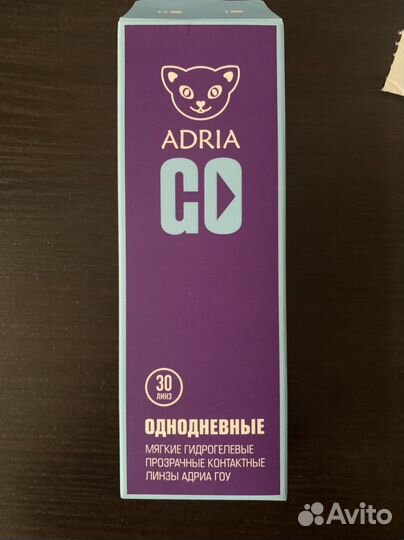 ADRIA
GO
30
ЛИНЗ
ОДНОДНЕВНЫЕ
МЯГКИЕ ГИДРОГЕЛЕВЫЕ
ПРОЗРАЧНЫЕ КОНТАКТНЫЕ
ЛИНЗЫ АДРИА ГОУ
Avito